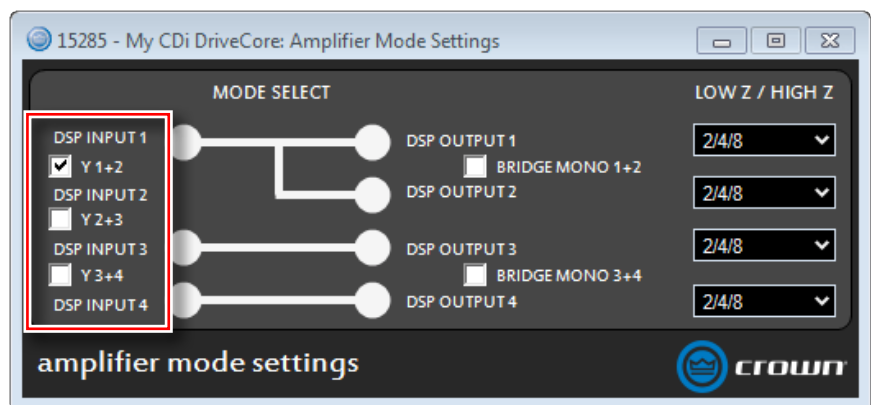 15285 - My CDi DriveCore: Amplifier Mode Settings
MODE SELECT LOW Z / HIGH Z
DSP INPUT 1 DSP OUTPUT 1 2/4/8
Y 1+2 BRIDGE MONO 1+2
DSP INPUT 2 DSP OUTPUT 2 2/4/8
Y 2+3
DSP INPUT 3 DSP OUTPUT 3 2/4/8
Y 3+4 BRIDGE MONO 3+4
DSP INPUT 4 DSP OUTPUT 4 2/4/8
amplifier mode settings crown